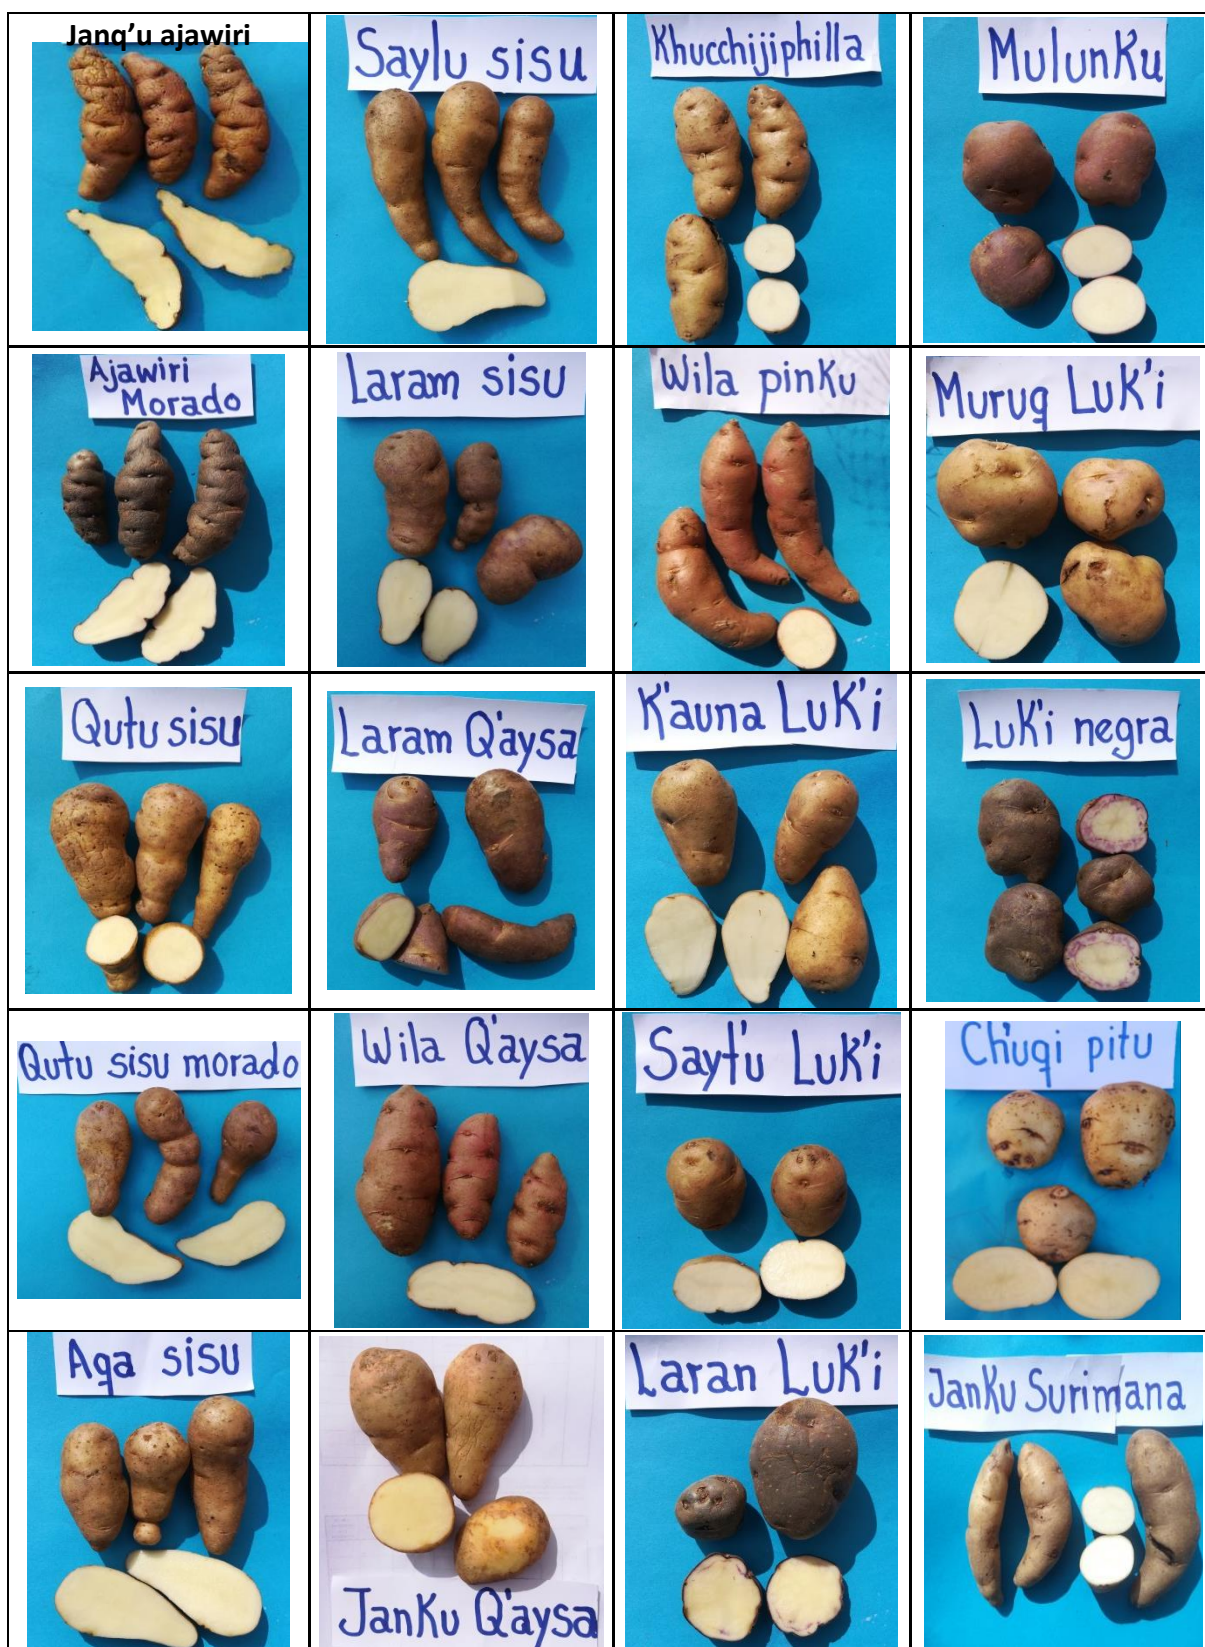 Janq’u ajawiri
Saylu sisu
Khucchijiphilla
Mulunku
Ajawiri
Morado
Laram sisu
Wila pinku
Muruq Luk'i
Qutu sisu
Laram Q'aysa
K'auna Luk'i
Luk'i negra
Qutu sisu morado
Wila Q'aysa
Sayt'u Luk'i
Ch'uqi pitu
Aqa sisu
Janku Q'aysa
Laran Luk'i
Janku Surimana